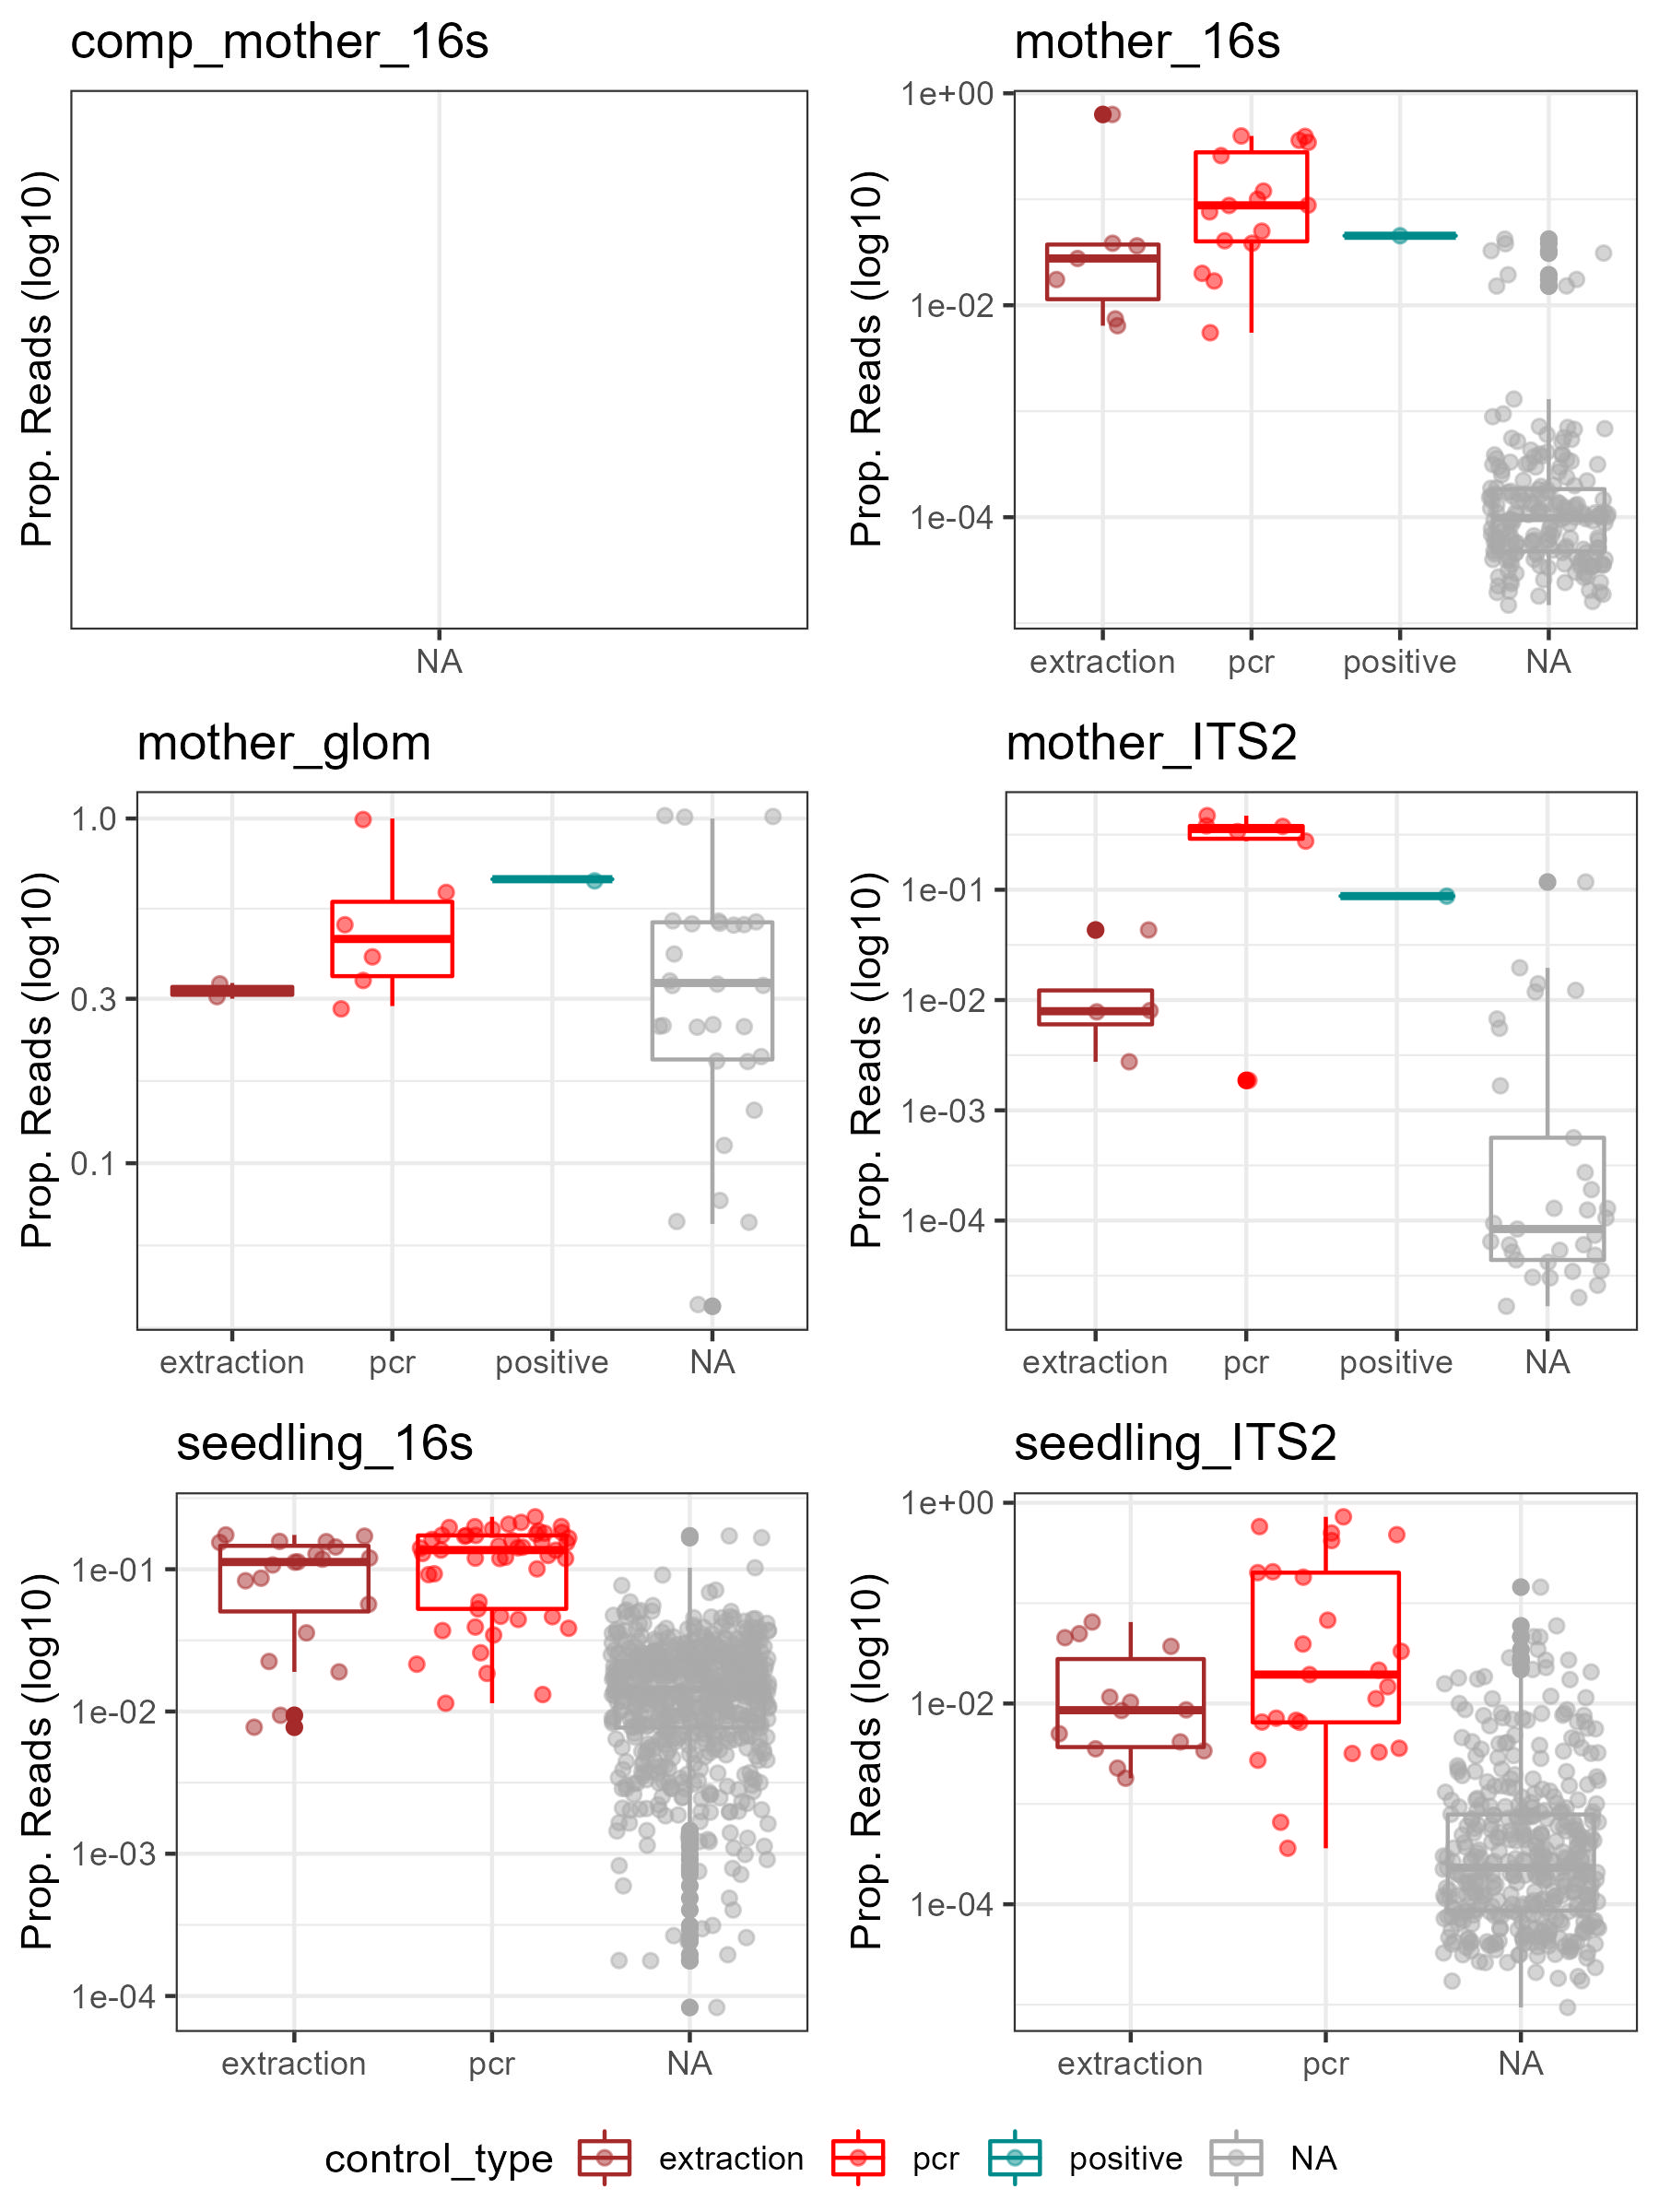 comp_mother_16s
Prop. Reads (log10)
NA
mother_16s
Prop. Reads (log10)
1e+00
1e-02
1e-04
extraction pcr positive NA
mother_glom
Prop. Reads (log10)
1.0
0.3
0.1
extraction pcr positive NA
mother_ITS2
Prop. Reads (log10)
1e-01
1e-02
1e-03
1e-04
extraction pcr positive NA
seedling_16s
Prop. Reads (log10)
1e-01
1e-02
1e-03
1e-04
extraction pcr NA
seedling_ITS2
Prop. Reads (log10)
1e+00
1e-02
1e-04
extraction pcr NA
control_type extraction pcr positive NA